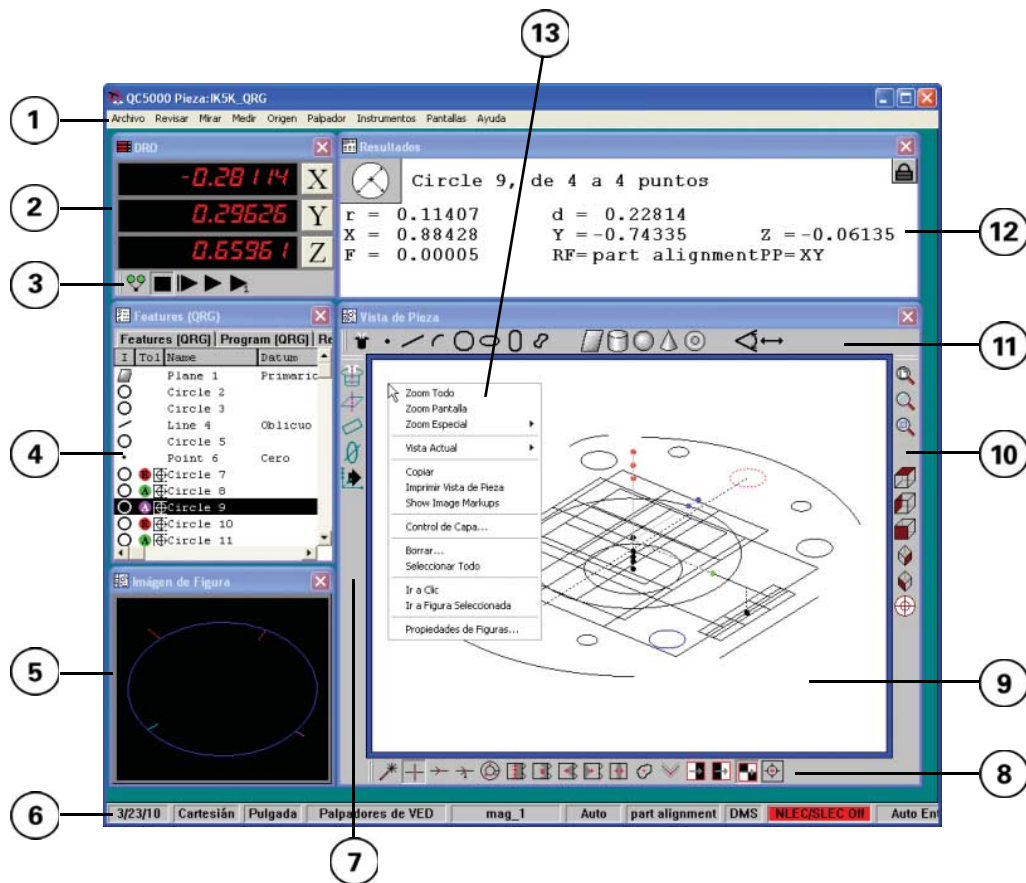 13
QC5000 Pieza:IK5K_QRG
1
Archivo Revisar Mirar Medir Origen Palpador Instrumentos Pantallas Ayuda
DRO
Resultados
-0.28114 X
2
0.29626 Y
0.65961 Z
3
1
Circle 9, de 4 a 4 puntos
r = 0.11407 d = 0.22814
X = 0.88428 Y =-0.74335 Z =-0.06135
F = 0.00005 RF=part alignmentPP=XY
12
Features (QRG)
Features (QRG) Program (QRG) Re
I Tol Name Datum
Plane 1 Primaric
Circle 2
Circle 3
Line 4 Oblicuo
Circle 5
Point 6 Cero
R Circle 7
A Circle 8
A Circle 9
R Circle 10
A Circle 11
4
Vista de Pieza
11
Zoom Todo
Zoom Pantalla
Zoom Especial
Vista Actual
Copiar
Imprimir Vista de Pieza
Show Image Markups
Control de Capa...
Borrar...
Seleccionar Todo
Ir a Clic
Ir a Figura Seleccionada
Propiedades de Figuras...
10
Imágen de Figura
5
9
8
6
3/23/10 Cartesián Pulgada Palpadores de VED mag_1 Auto part alignment DMS NLEC/SLEC Off Auto Ent
7